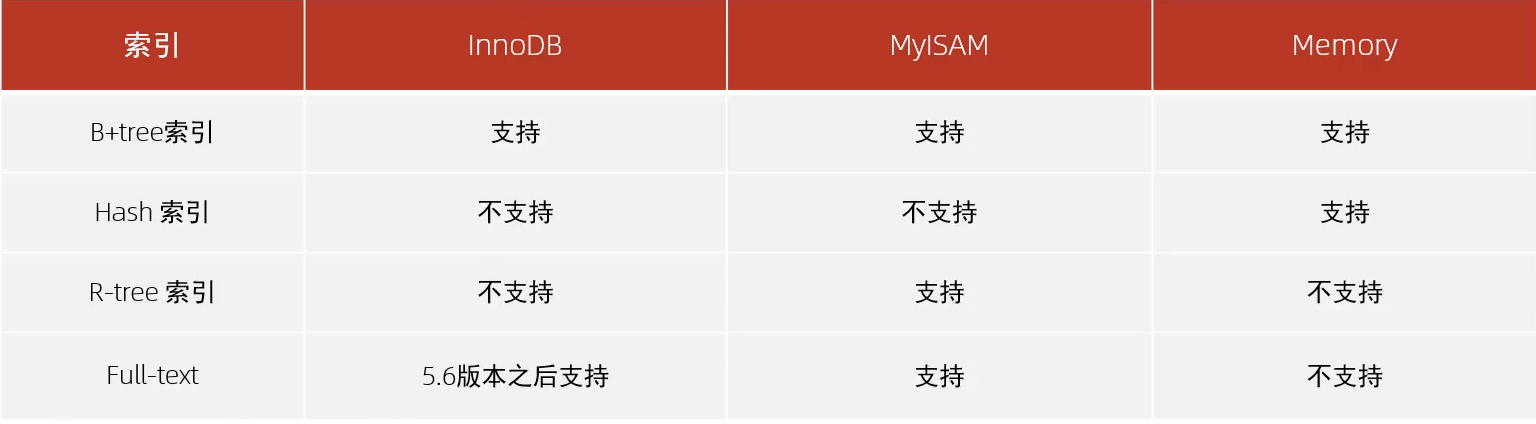 索引 InnoDB MyISAM Memory
B+tree索引 支持 支持 支持
Hash 索引 不支持 不支持 支持
R-tree 索引 不支持 支持 不支持
Full-text 5.6版本之后支持 支持 不支持